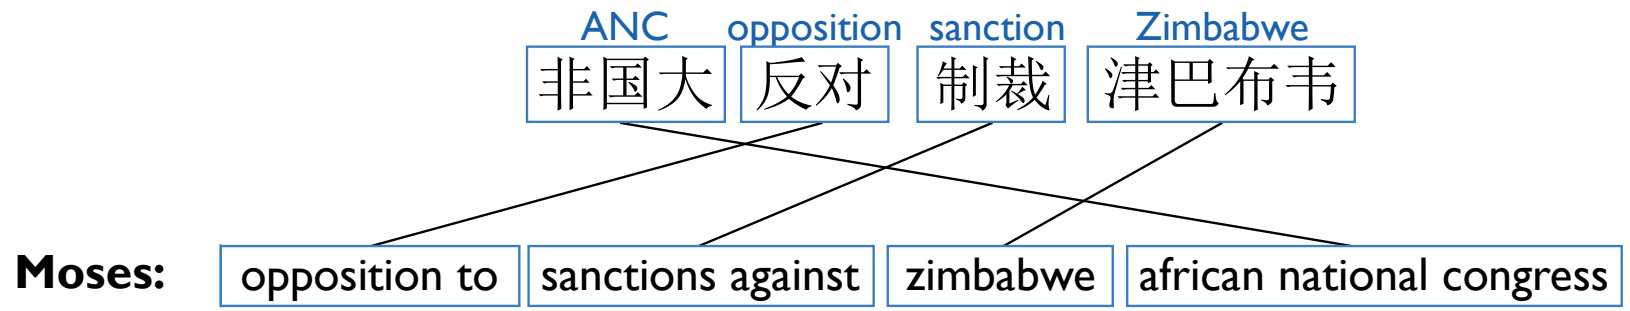 ANC opposition sanction Zimbabwe
非国大 反对 制裁 津巴布韦
Moses: opposition to sanctions against zimbabwe african national congress